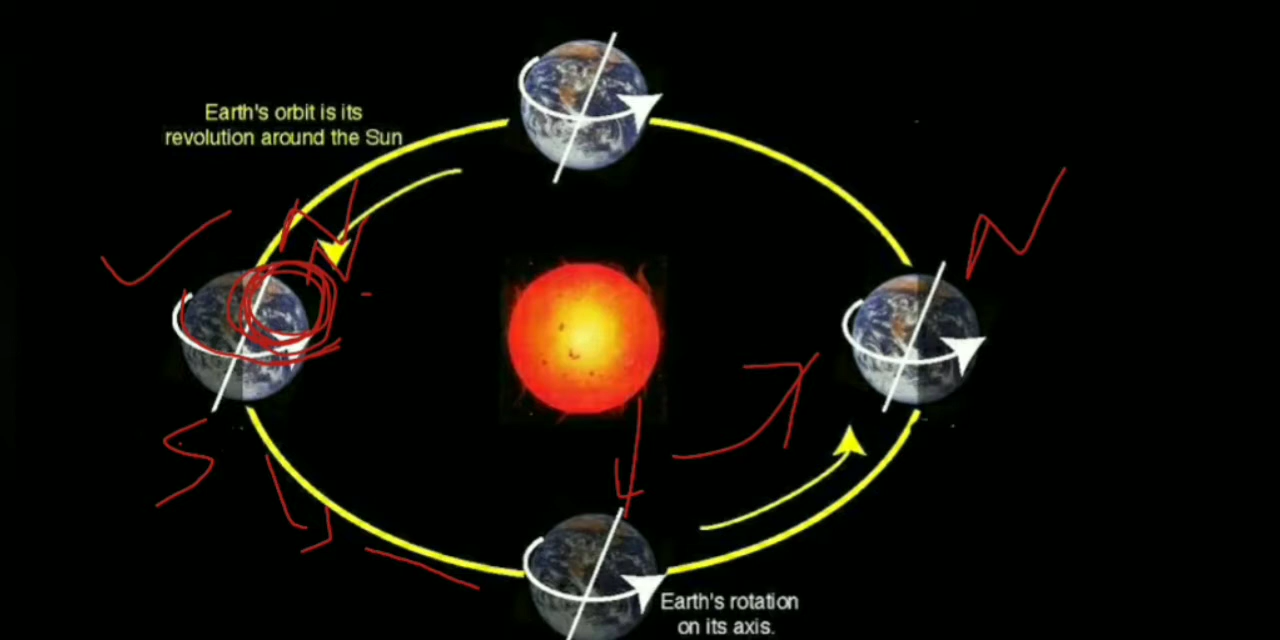 Earth's orbit is its
revolution around the Sun
N
N
N
S
Earth's rotation
on its axis.